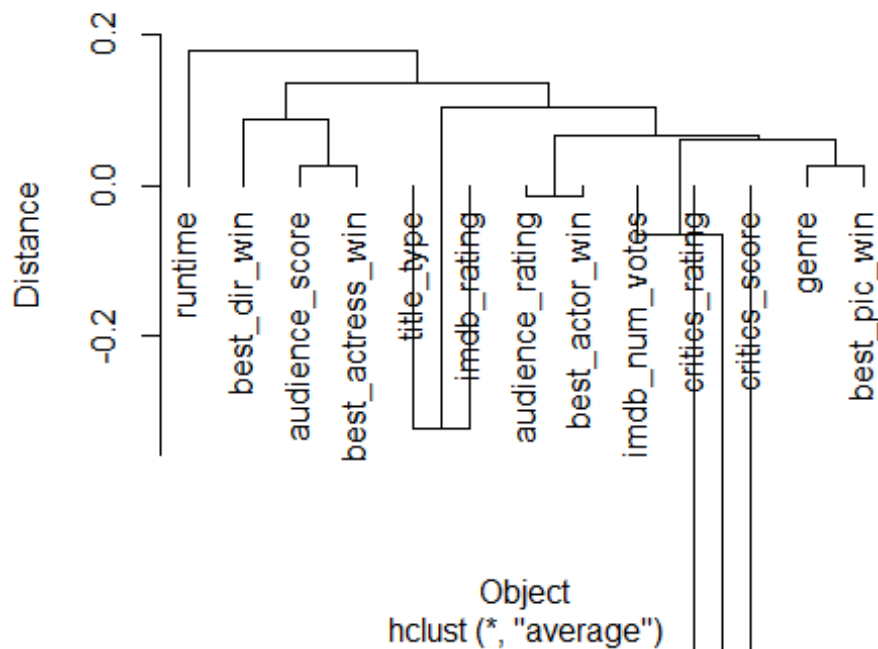 0.2
0.0
-0.2
Distance
runtime
best_dir_win
audience_score
best_actress_win
title_type
imdb_rating
audience_rating
best_actor_win
imdb_num_votes
critics_rating
critics_score
genre
best_pic_win
Object
hclust (*, "average")